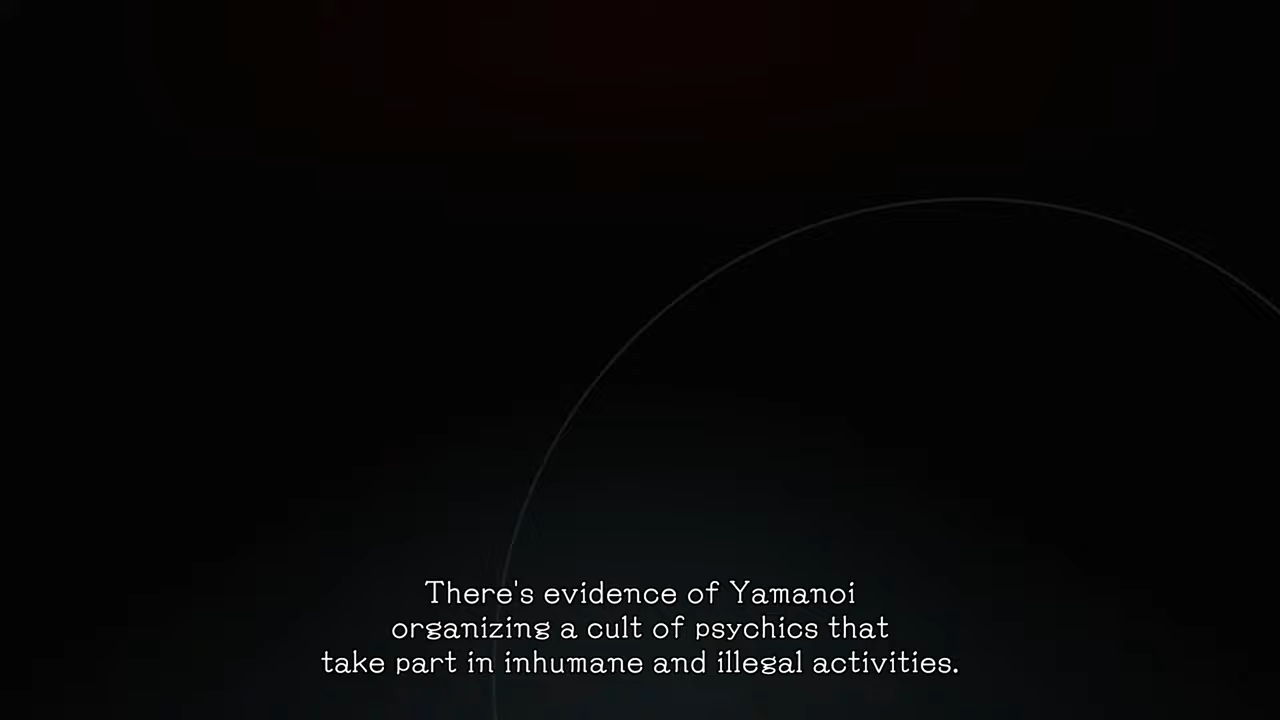 There's evidence of Yamanoi
organizing a cult of psychics that
take part in inhumane and illegal activities.